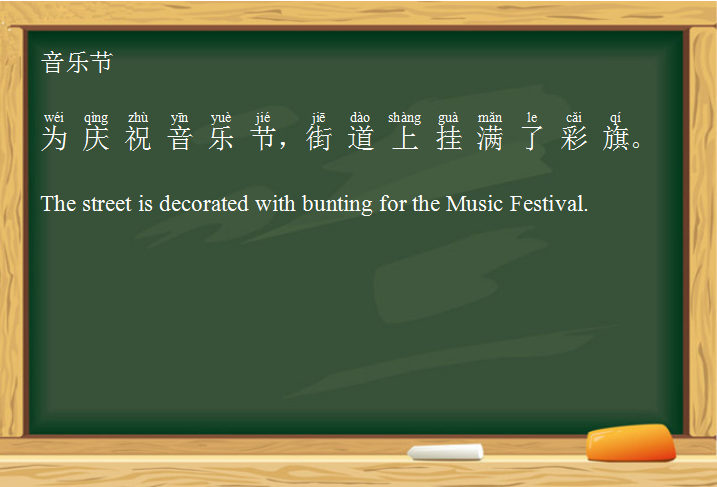 音乐节
wéi qìng zhù yīn yuè jié jiē dào shàng guà mǎn le cǎi qí
为庆祝音乐节，街道上挂满了彩旗。
The street is decorated with bunting for the Music Festival.